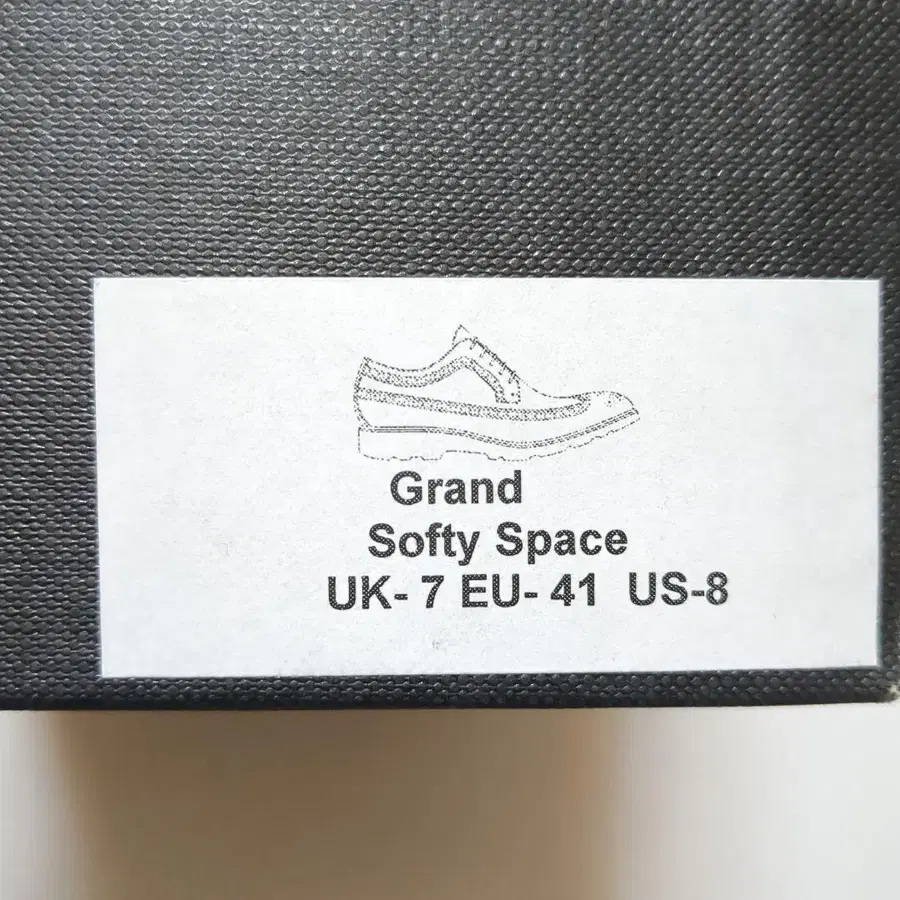 Grand
Softy Space
UK- 7 EU- 41 US-8